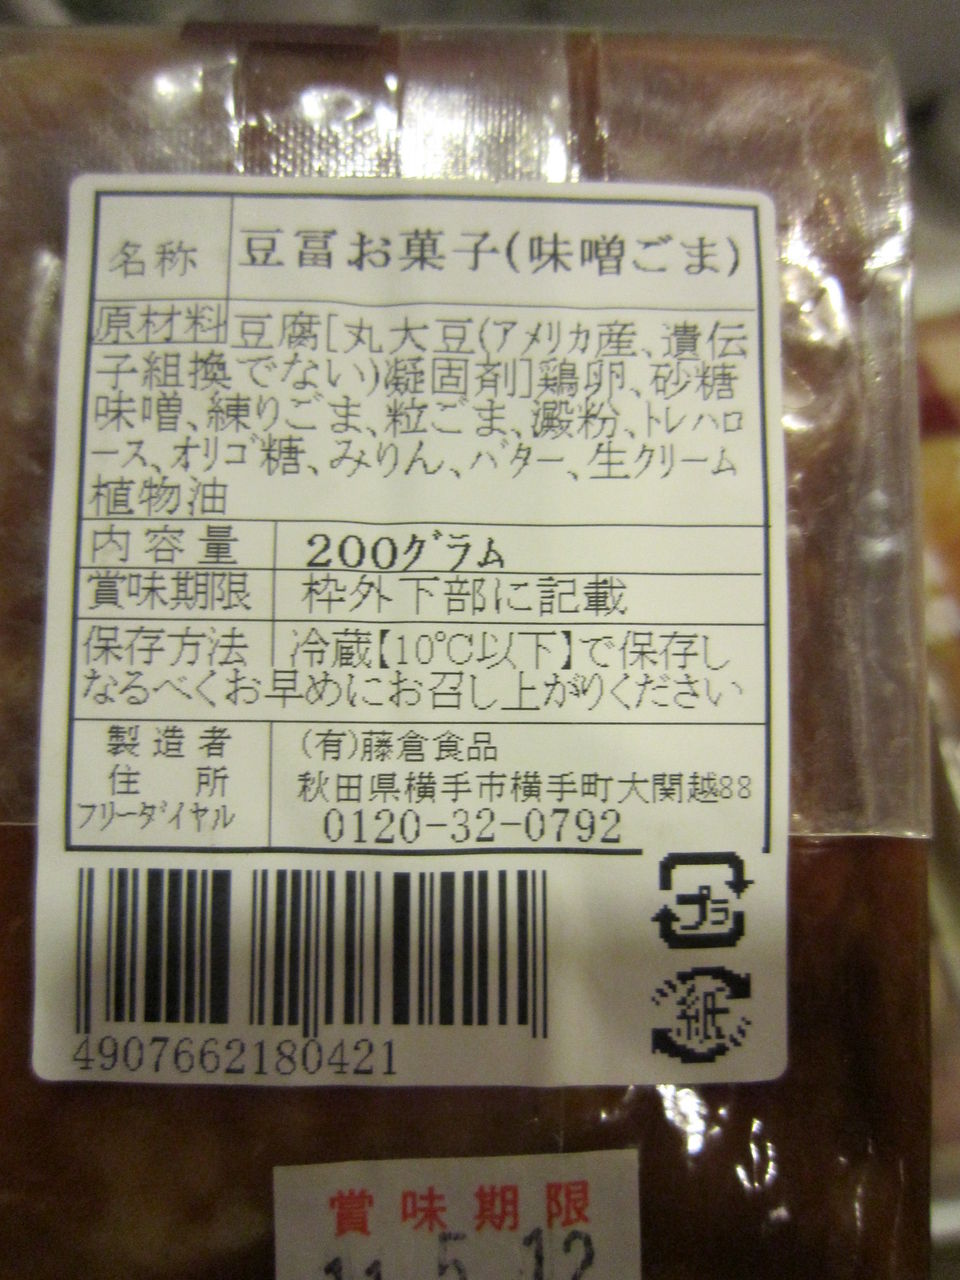 名称 豆冨お菓子(味噌ごま)
原材料 豆腐[丸大豆(アメリカ産、遺伝
子組換でない)凝固剤]鶏卵、砂糖
味噌、練りごま、粒ごま、澱粉、トレハロ
ース、オリゴ糖、みりん、バター、生クリーム
植物油
内容量 200グラム
賞味期限 枠外下部に記載
保存方法 冷蔵【10℃以下】で保存し
なるべくお早めにお召し上がりください
製造者 (有)藤倉食品
住所 秋田県横手市横手町大関越88
フリーダイヤル 0120-32-0792
プラ
紙
4907662180421
賞味期限
11.5.12